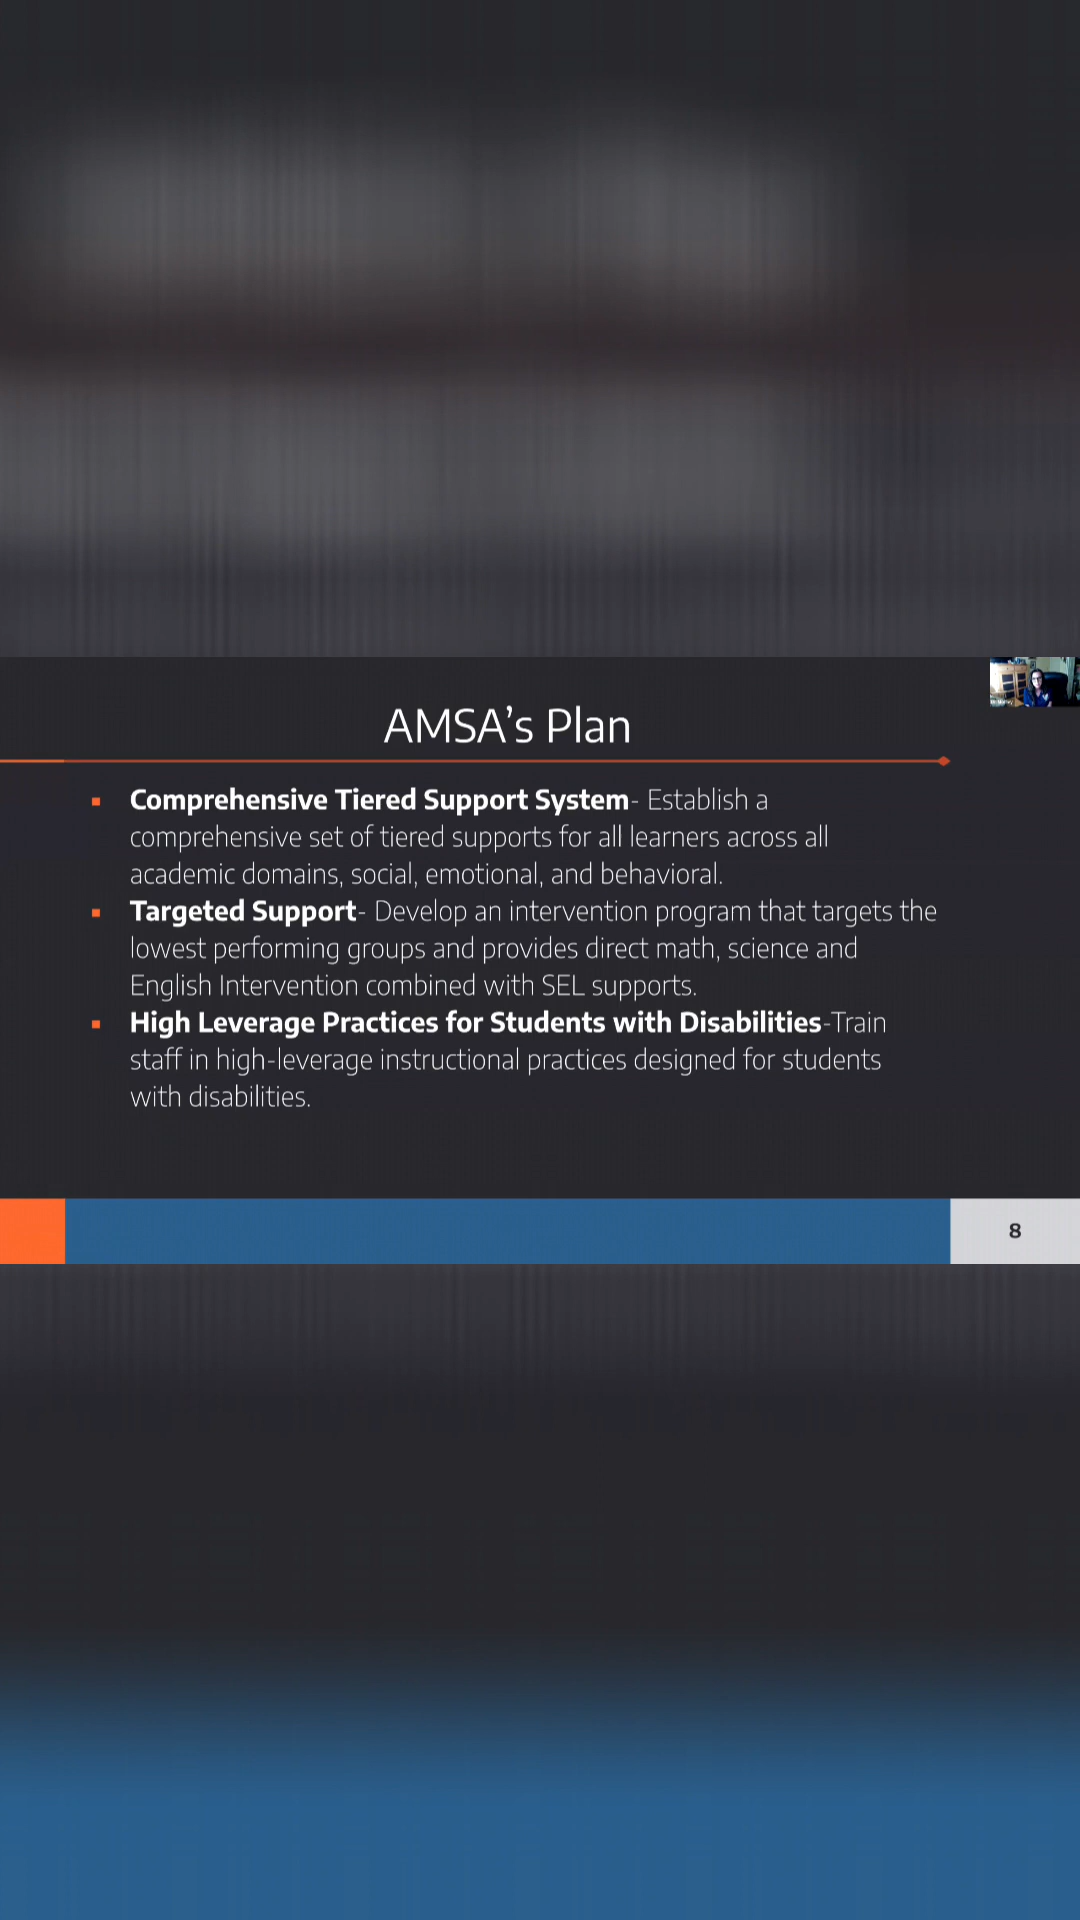 AMSA’s Plan
Comprehensive Tiered Support System- Establish a
comprehensive set of tiered supports for all learners across all
academic domains, social, emotional, and behavioral.
Targeted Support- Develop an intervention program that targets the
lowest performing groups and provides direct math, science and
English Intervention combined with SEL supports.
High Leverage Practices for Students with Disabilities-Train
staff in high-leverage instructional practices designed for students
with disabilities.
8